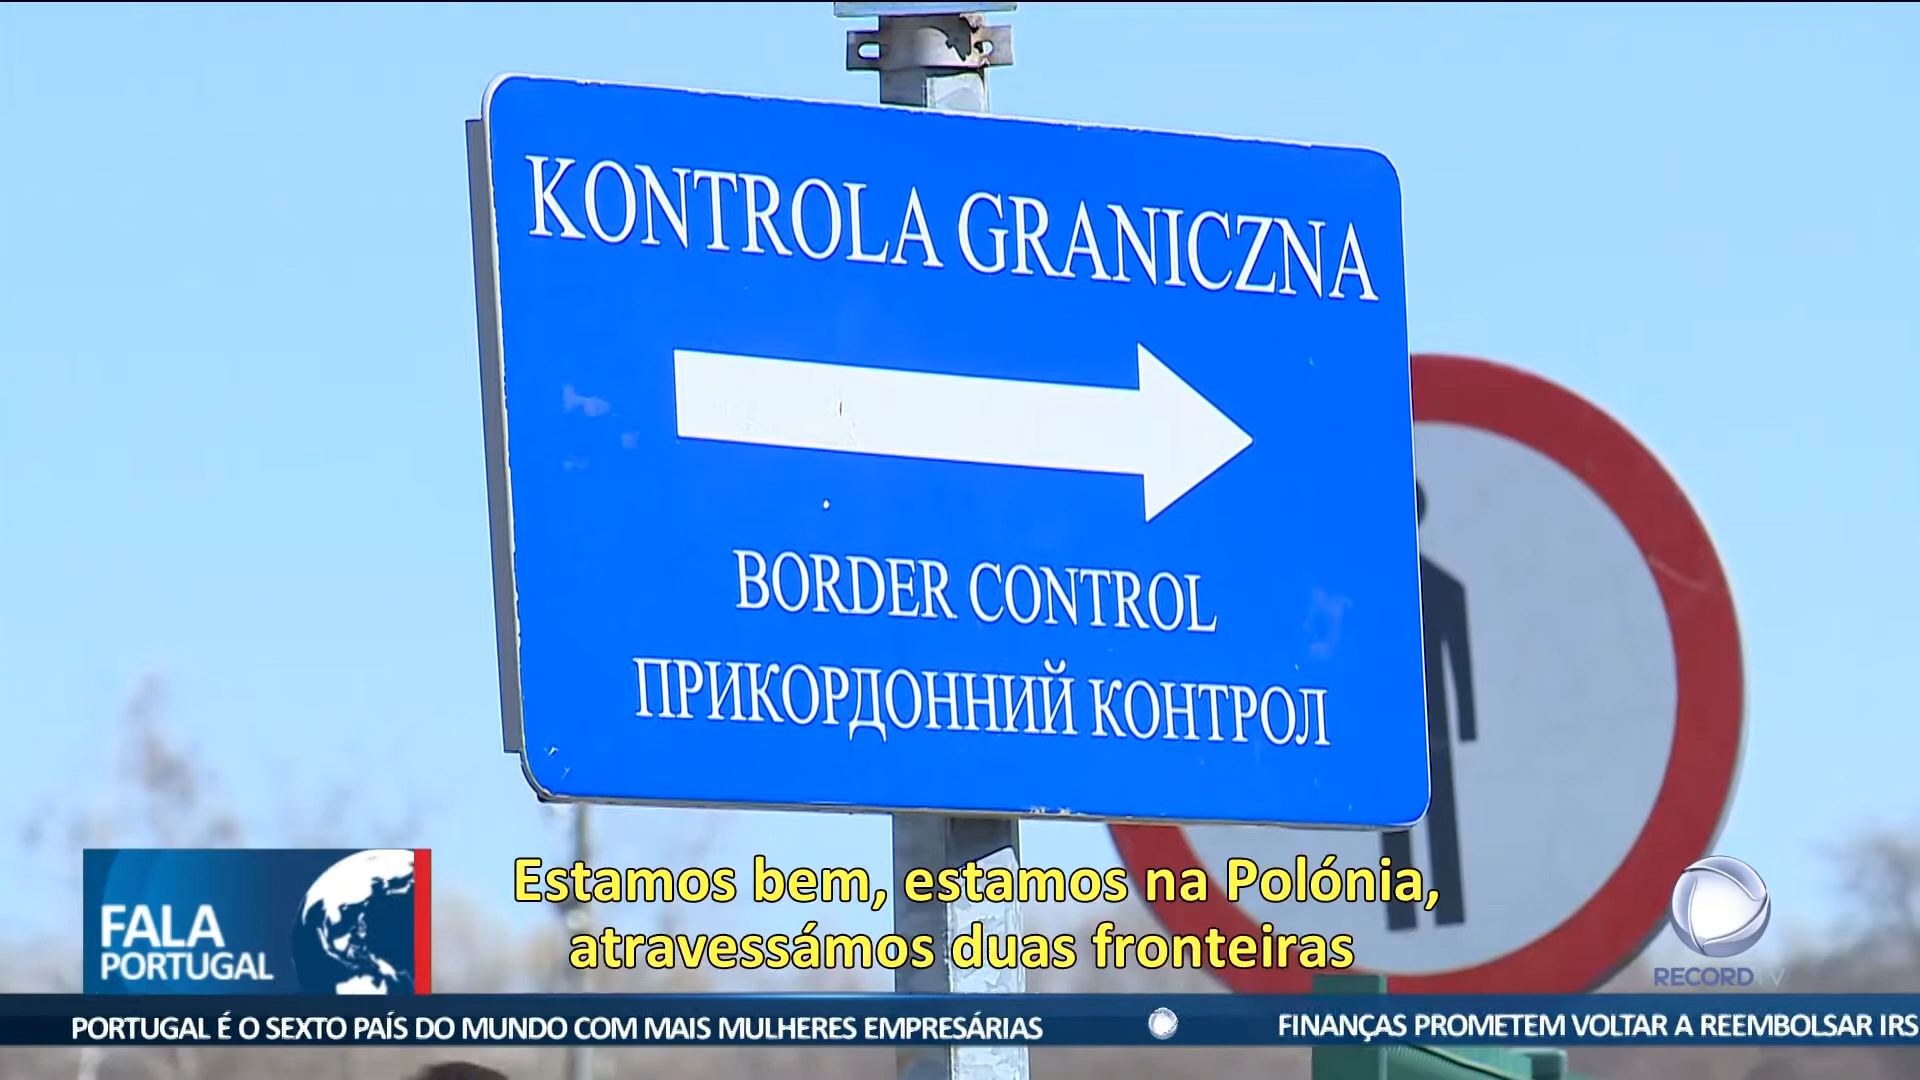 KONTROLA GRANICZNA
BORDER CONTROL
ПРИКОРДОННИЙ КОНТРОЛ
Estamos bem, estamos na Polónia,
atravessámos duas fronteiras
FALA
PORTUGAL
RECORD TV
PORTUGAL É O SEXTO PAÍS DO MUNDO COM MAIS MULHERES EMPRESÁRIAS
FINANÇAS PROMETEM VOLTAR A REEMBOLSAR IRS